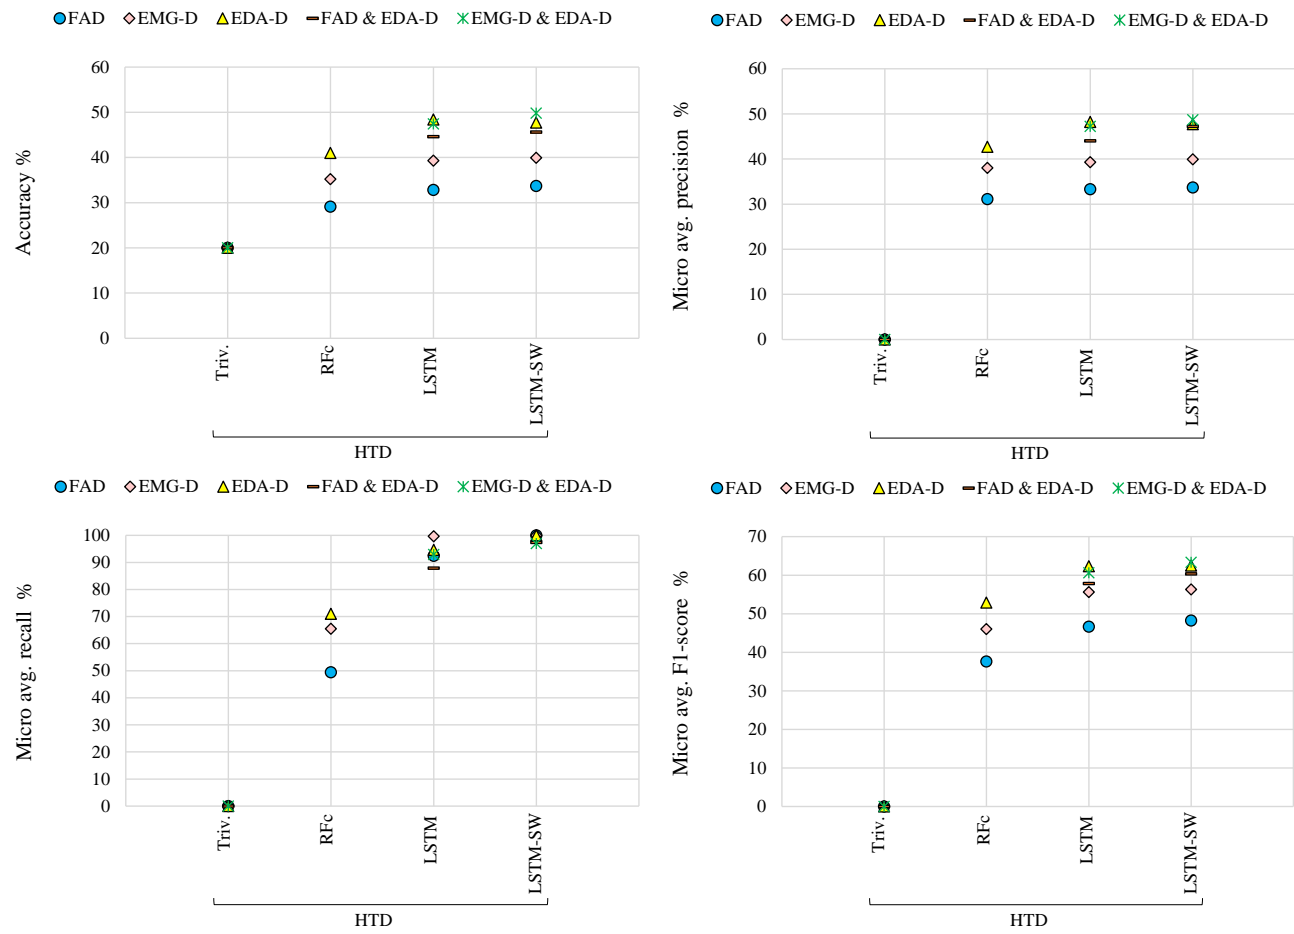 FAD EMG-D EDA-D FAD & EDA-D EMG-D & EDA-D
Accuracy %
60
50
40
30
20
10
0
Triv. RFc LSTM LSTM-SW
HTD
FAD EMG-D EDA-D FAD & EDA-D EMG-D & EDA-D
Micro avg. precision %
60
50
40
30
20
10
0
Triv. RFc LSTM LSTM-SW
HTD
FAD EMG-D EDA-D FAD & EDA-D EMG-D & EDA-D
Micro avg. recall %
100
90
80
70
60
50
40
30
20
10
0
Triv. RFc LSTM LSTM-SW
HTD
FAD EMG-D EDA-D FAD & EDA-D EMG-D & EDA-D
Micro avg. F1-score %
70
60
50
40
30
20
10
0
Triv. RFc LSTM LSTM-SW
HTD